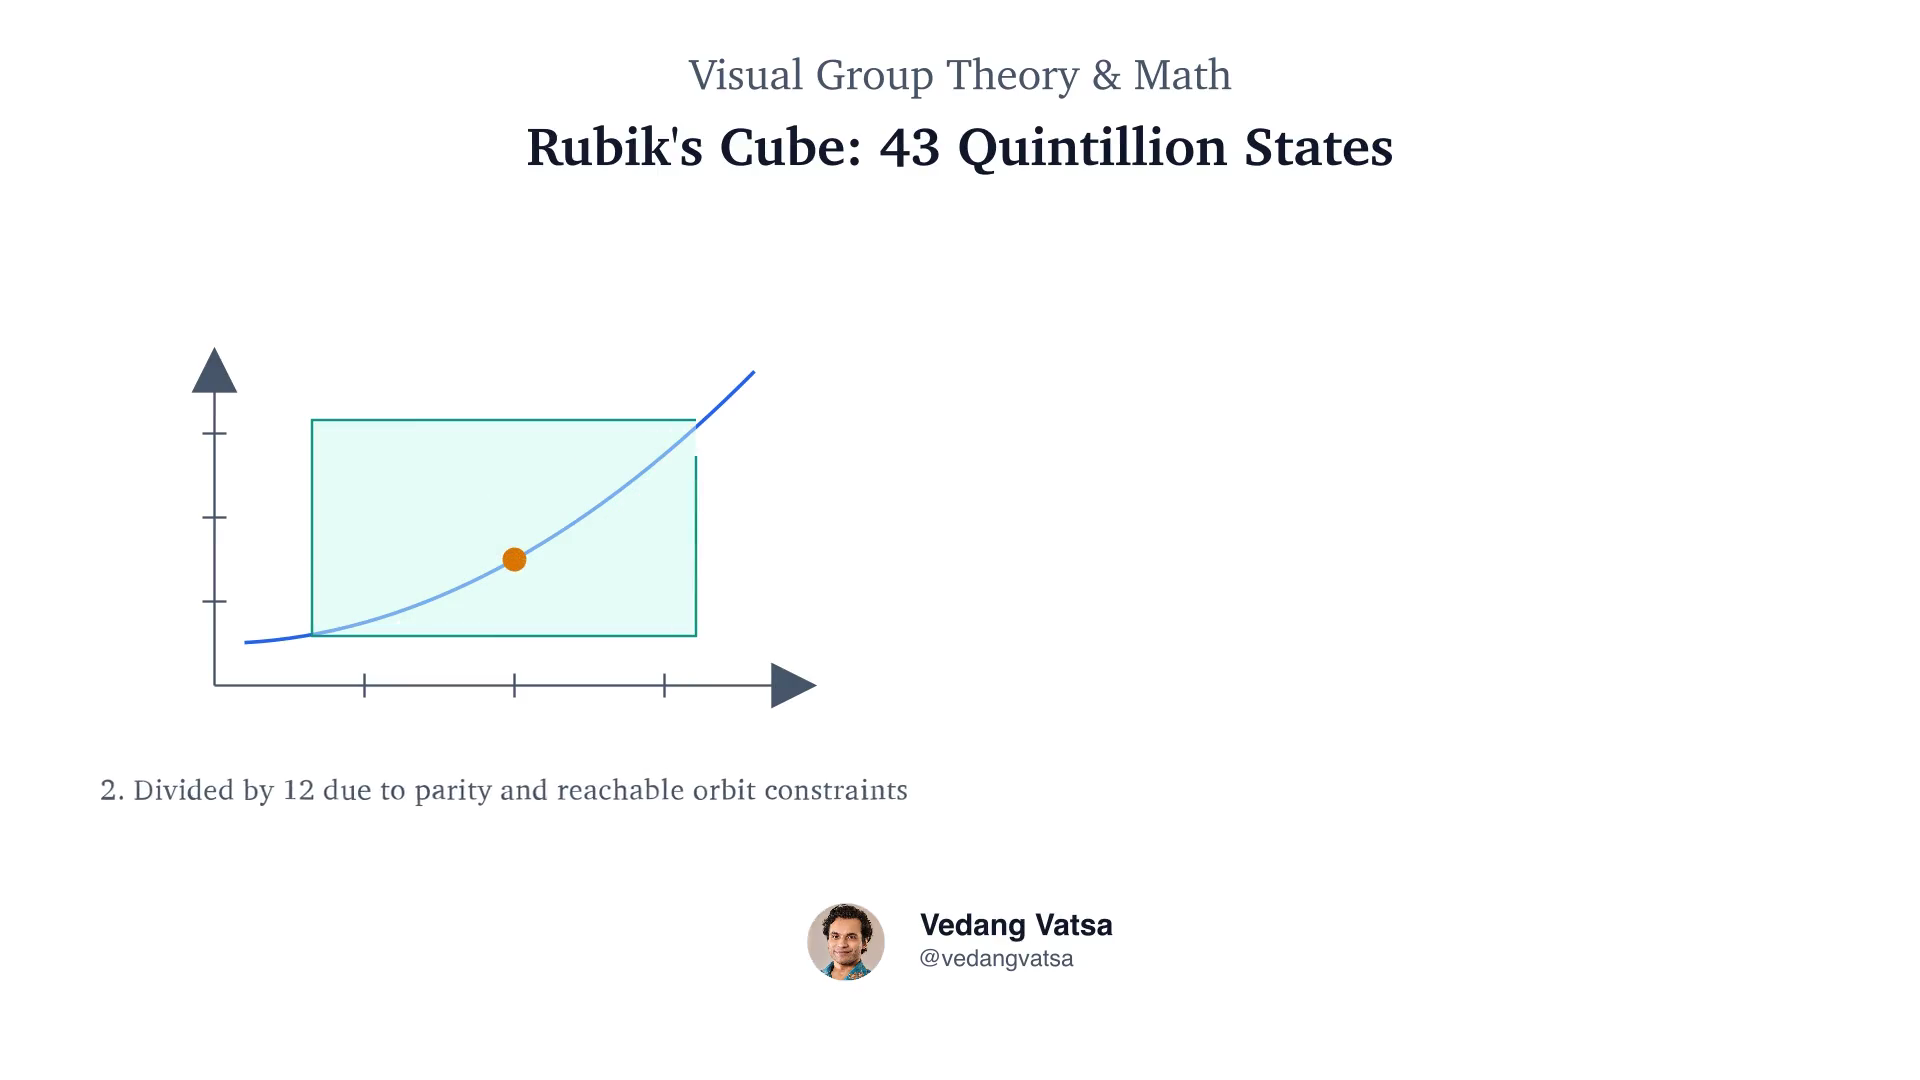 Visual Group Theory & Math
Rubik's Cube: 43 Quintillion States
2. Divided by 12 due to parity and reachable orbit constraints
Vedang Vatsa
@vedangvatsa